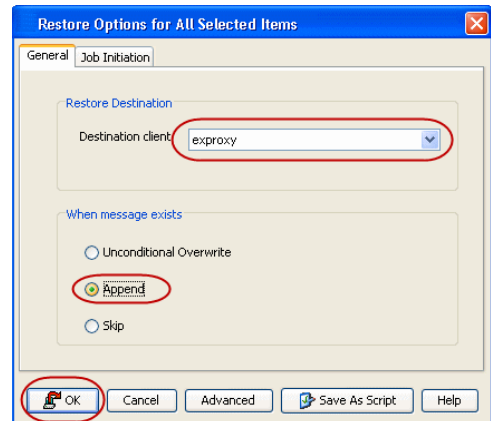 Restore Options for All Selected Items
General Job Initiation
Restore Destination
Destination client
exproxy
When message exists
Unconditional Overwrite
Append
Skip
OK Cancel Advanced Save As Script Help